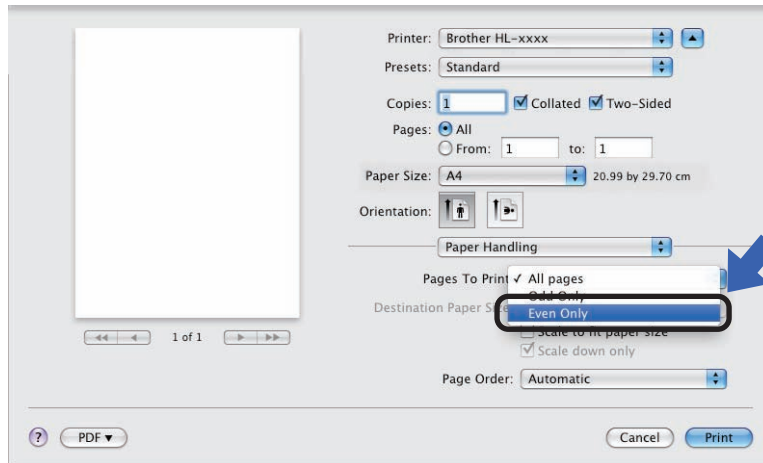 Printer: Brother HL-xxxx
Presets: Standard
Copies: 1 Collated Two-Sided
Pages: All
From: 1 to: 1
Paper Size: A4 20.99 by 29.70 cm
Orientation:
Paper Handling
Pages To Print ✓ All pages
Odd Only
Destination Paper Size
Even Only
Scale to fit paper size
1 of 1
Scale down only
Page Order: Automatic
? PDF ▼ Cancel Print